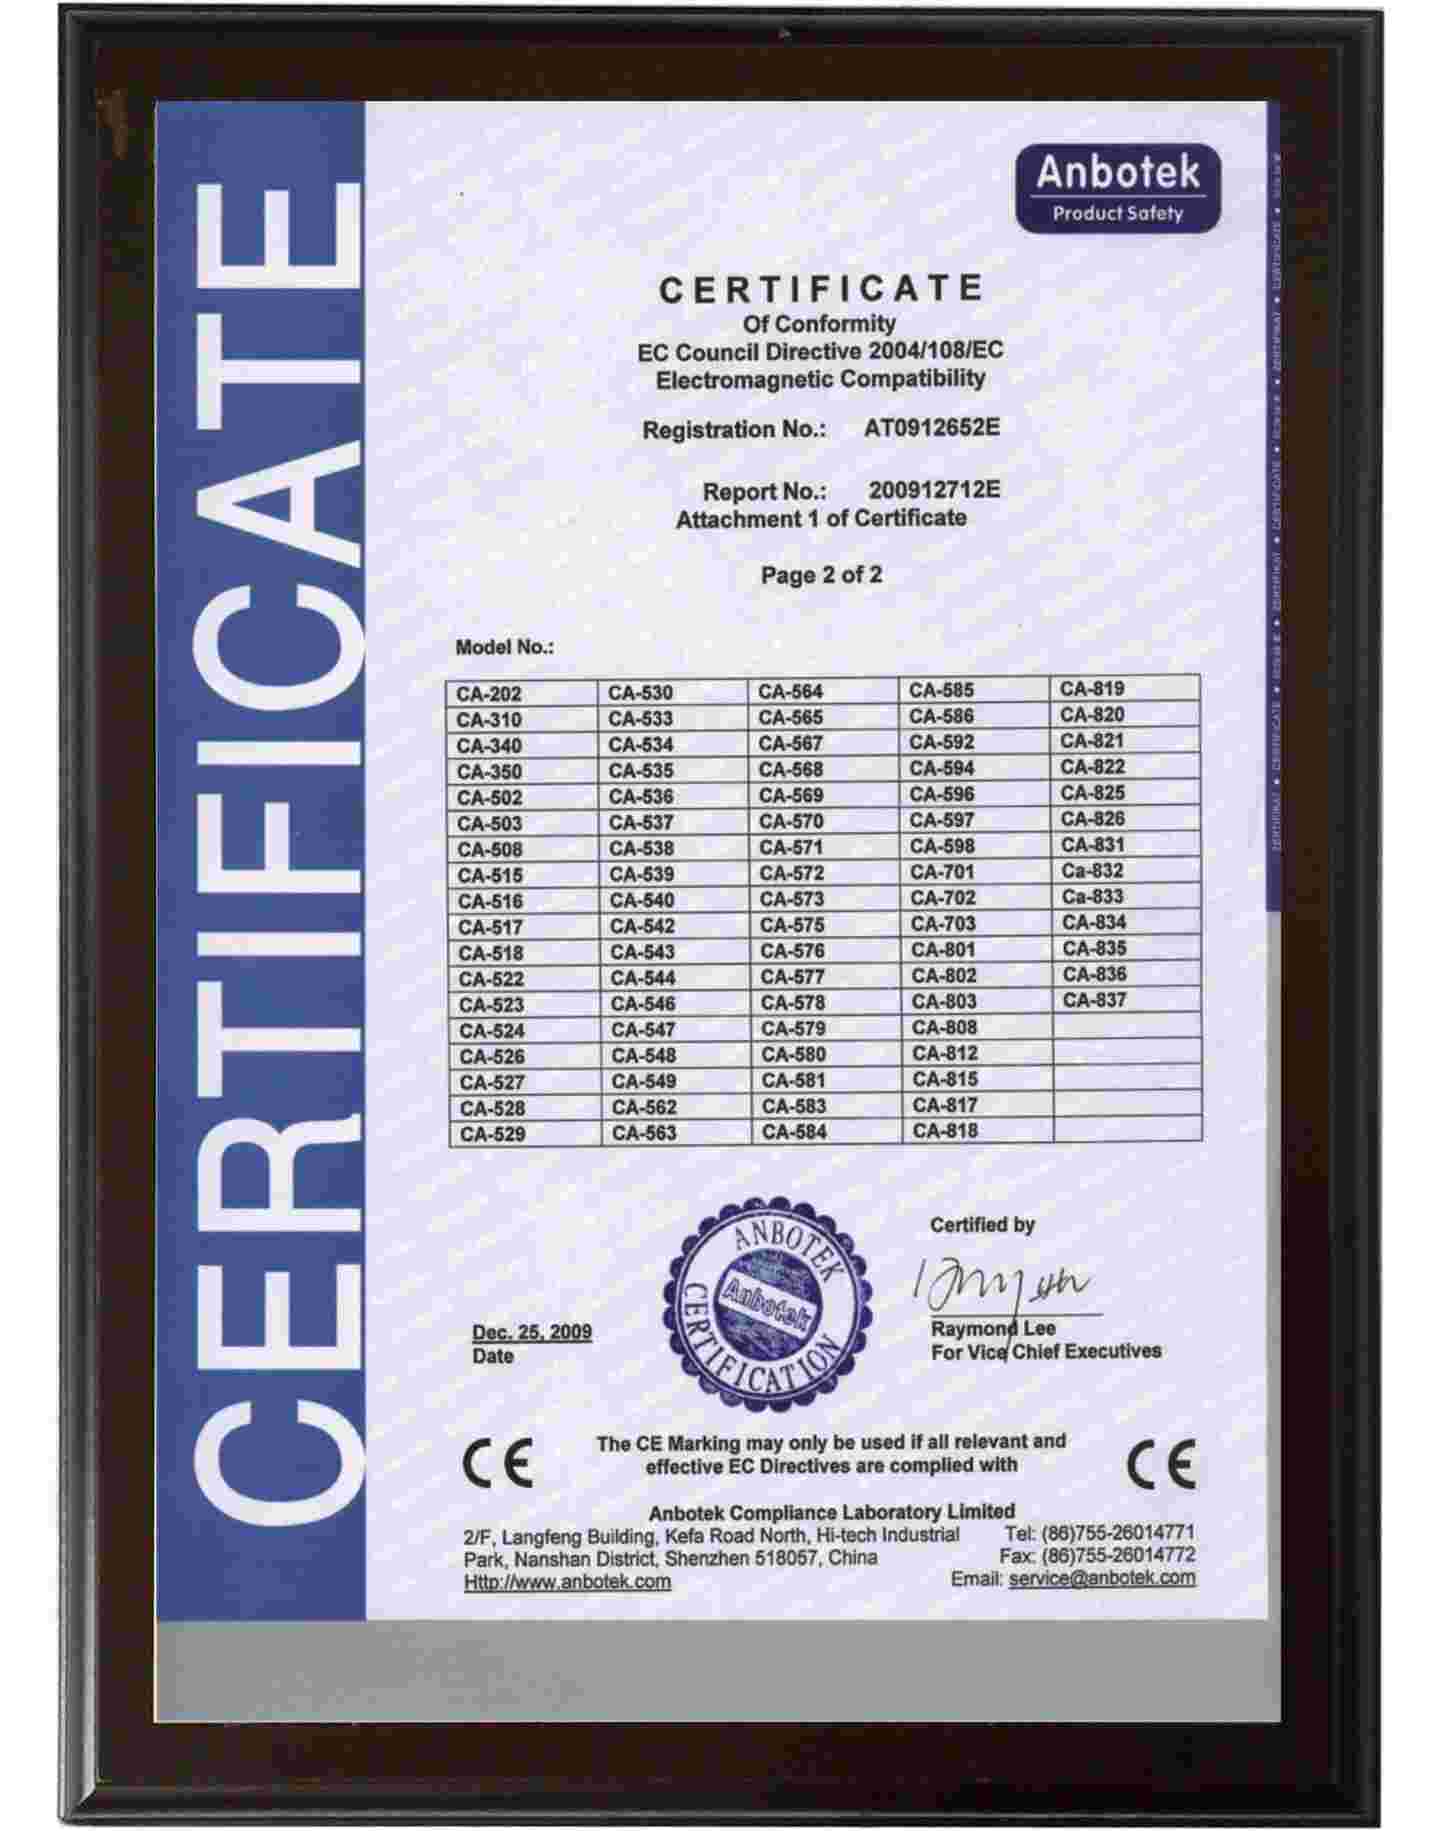 CERTIFICATE
Anbotek
Product Safety
CERTIFICATE
Of Conformity
EC Council Directive 2004/108/EC
Electromagnetic Compatibility
Registration No.: AT0912652E
Report No.: 200912712E
Attachment 1 of Certificate
Page 2 of 2
Model No.:
CA-202 CA-530 CA-564 CA-585 CA-819
CA-310 CA-533 CA-565 CA-586 CA-820
CA-340 CA-534 CA-567 CA-592 CA-821
CA-350 CA-535 CA-568 CA-594 CA-822
CA-502 CA-536 CA-569 CA-596 CA-825
CA-503 CA-537 CA-570 CA-597 CA-826
CA-508 CA-538 CA-571 CA-598 CA-831
CA-515 CA-539 CA-572 CA-701 Ca-832
CA-516 CA-540 CA-573 CA-702 Ca-833
CA-517 CA-542 CA-575 CA-703 CA-834
CA-518 CA-543 CA-576 CA-801 CA-835
CA-522 CA-544 CA-577 CA-802 CA-836
CA-523 CA-546 CA-578 CA-803 CA-837
CA-524 CA-547 CA-579 CA-808
CA-526 CA-548 CA-580 CA-812
CA-527 CA-549 CA-581 CA-815
CA-528 CA-562 CA-583 CA-817
CA-529 CA-563 CA-584 CA-818
ANBOTEK
Anbotek
CERTIFICATION
Certified by
Raymond Lee
For Vice Chief Executives
Dec. 25, 2009
Date
CE
The CE Marking may only be used if all relevant and
effective EC Directives are complied with
CE
Anbotek Compliance Laboratory Limited
2/F, Langfeng Building, Kefa Road North, Hi-tech Industrial Tel: (86)755-26014771
Park, Nanshan District, Shenzhen 518057, China Fax: (86)755-26014772
Http://www.anbotek.com Email: service@anbotek.com